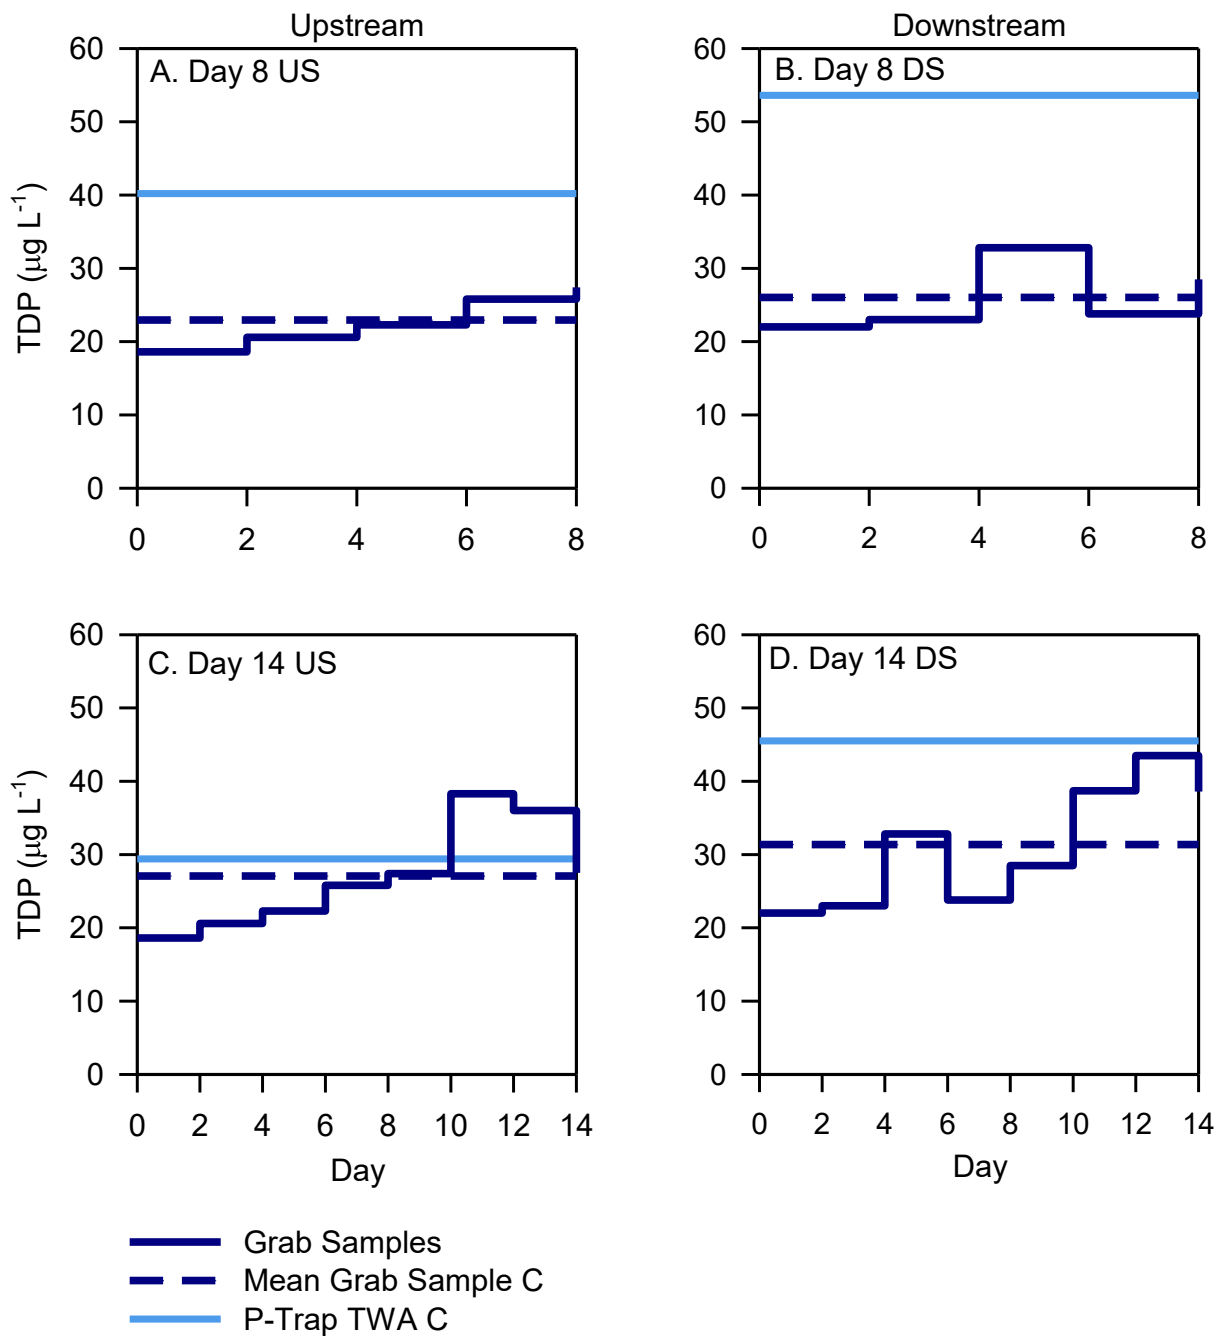 Upstream
Downstream
A. Day 8 US
TDP (µg L-1)
60
50
40
30
20
10
0
0 2 4 6 8
B. Day 8 DS
60
50
40
30
20
10
0
0 2 4 6 8
C. Day 14 US
TDP (µg L-1)
60
50
40
30
20
10
0
0 2 4 6 8 10 12 14
Day
D. Day 14 DS
60
50
40
30
20
10
0
0 2 4 6 8 10 12 14
Day
Grab Samples
Mean Grab Sample C
P-Trap TWA C